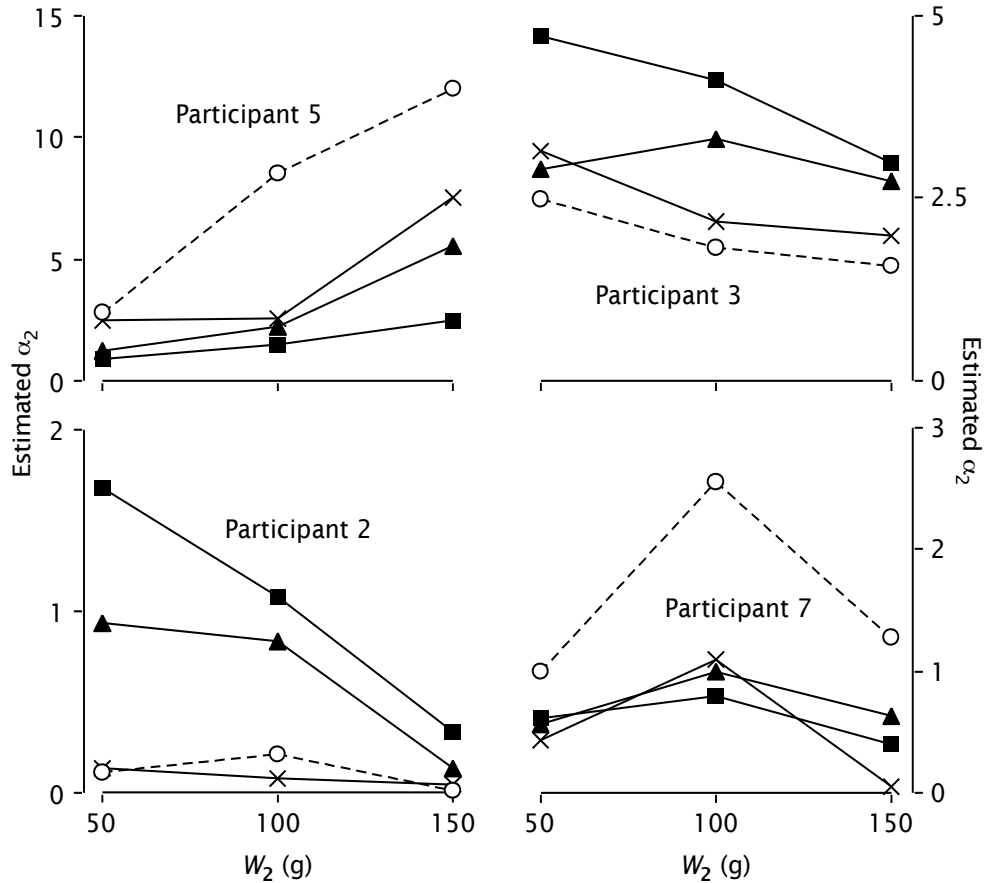 15
10
5
0
Participant 5
5
2.5
0
Participant 3
Estimated α2
Estimated α2
2
1
0
Participant 2
3
2
1
0
Participant 7
50 100 150
50 100 150
W2 (g)
W2 (g)